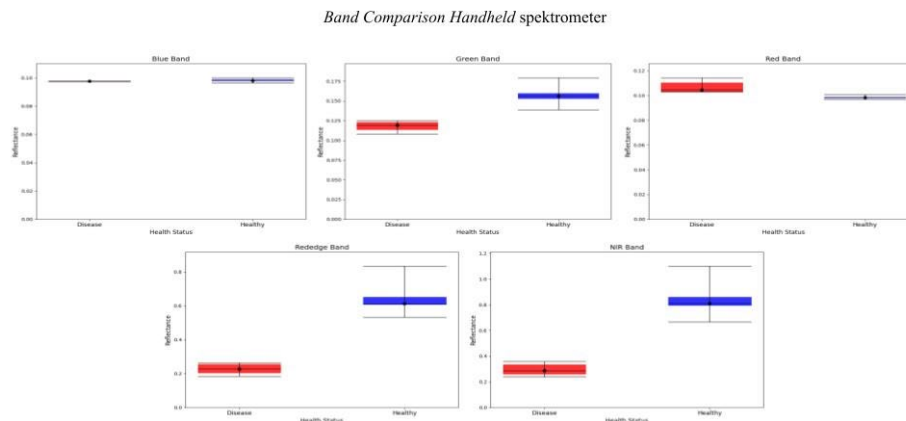 Band Comparison Handheld spektrometer
Blue Band
Reflectance
0.10
0.08
0.06
0.04
0.02
0.00
Disease
Healthy
Health Status
Green Band
Reflectance
0.175
0.150
0.125
0.100
0.075
0.050
0.025
0.000
Disease
Healthy
Health Status
Red Band
Reflectance
0.12
0.10
0.08
0.06
0.04
0.02
0.00
Disease
Healthy
Health Status
Rededge Band
Reflectance
0.8
0.6
0.4
0.2
0.0
Disease
Healthy
Health Status
NIR Band
Reflectance
1.2
1.0
0.8
0.6
0.4
0.2
0.0
Disease
Healthy
Health Status